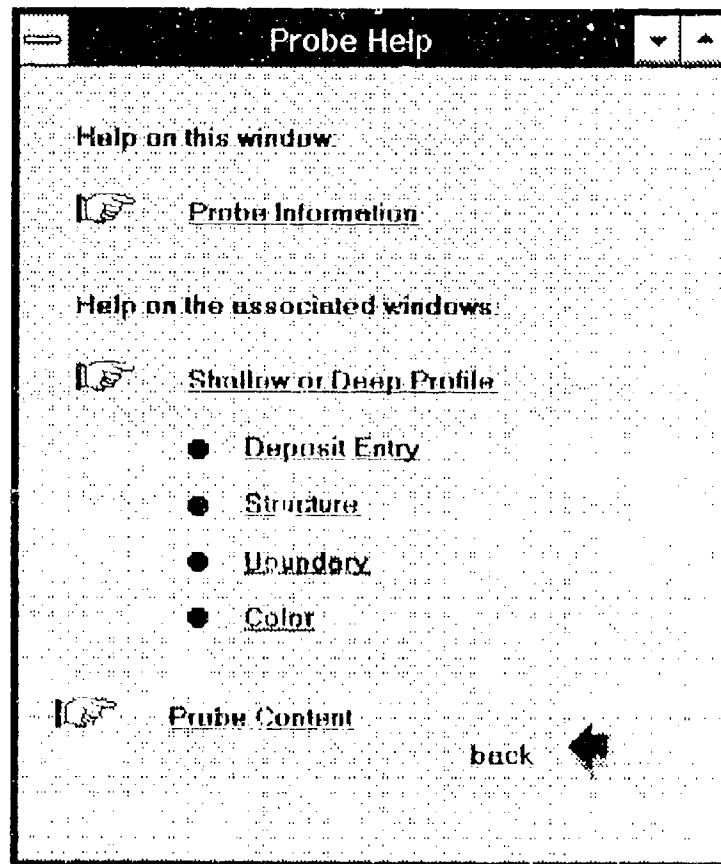 Probe Help
Help on this window:
Probe Information
Help on the associated windows:
Shallow or Deep Profile
Deposit Entry
Structure
Boundary
Color
Probe Content
back